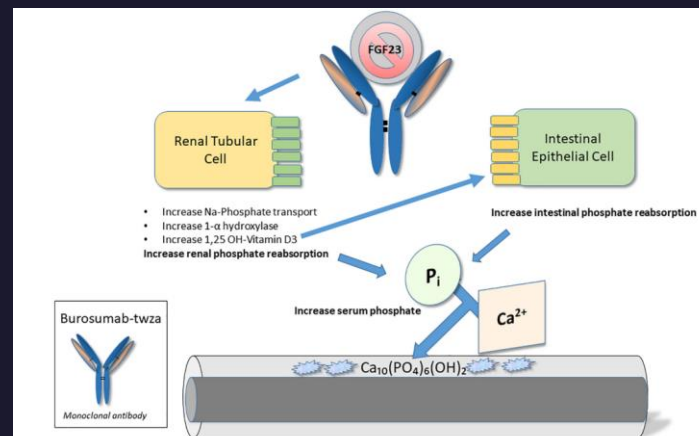 FGF23
Renal Tubular
Cell
Intestinal
Epithelial Cell
• Increase Na-Phosphate transport
• Increase 1-α hydroxylase
• Increase 1,25 OH-Vitamin D3
Increase renal phosphate reabsorption
Increase intestinal phosphate reabsorption
Pᵢ
Increase serum phosphate
Ca²⁺
Burosumab-twza
Monoclonal antibody
Ca₁₀(PO₄)₆(OH)₂